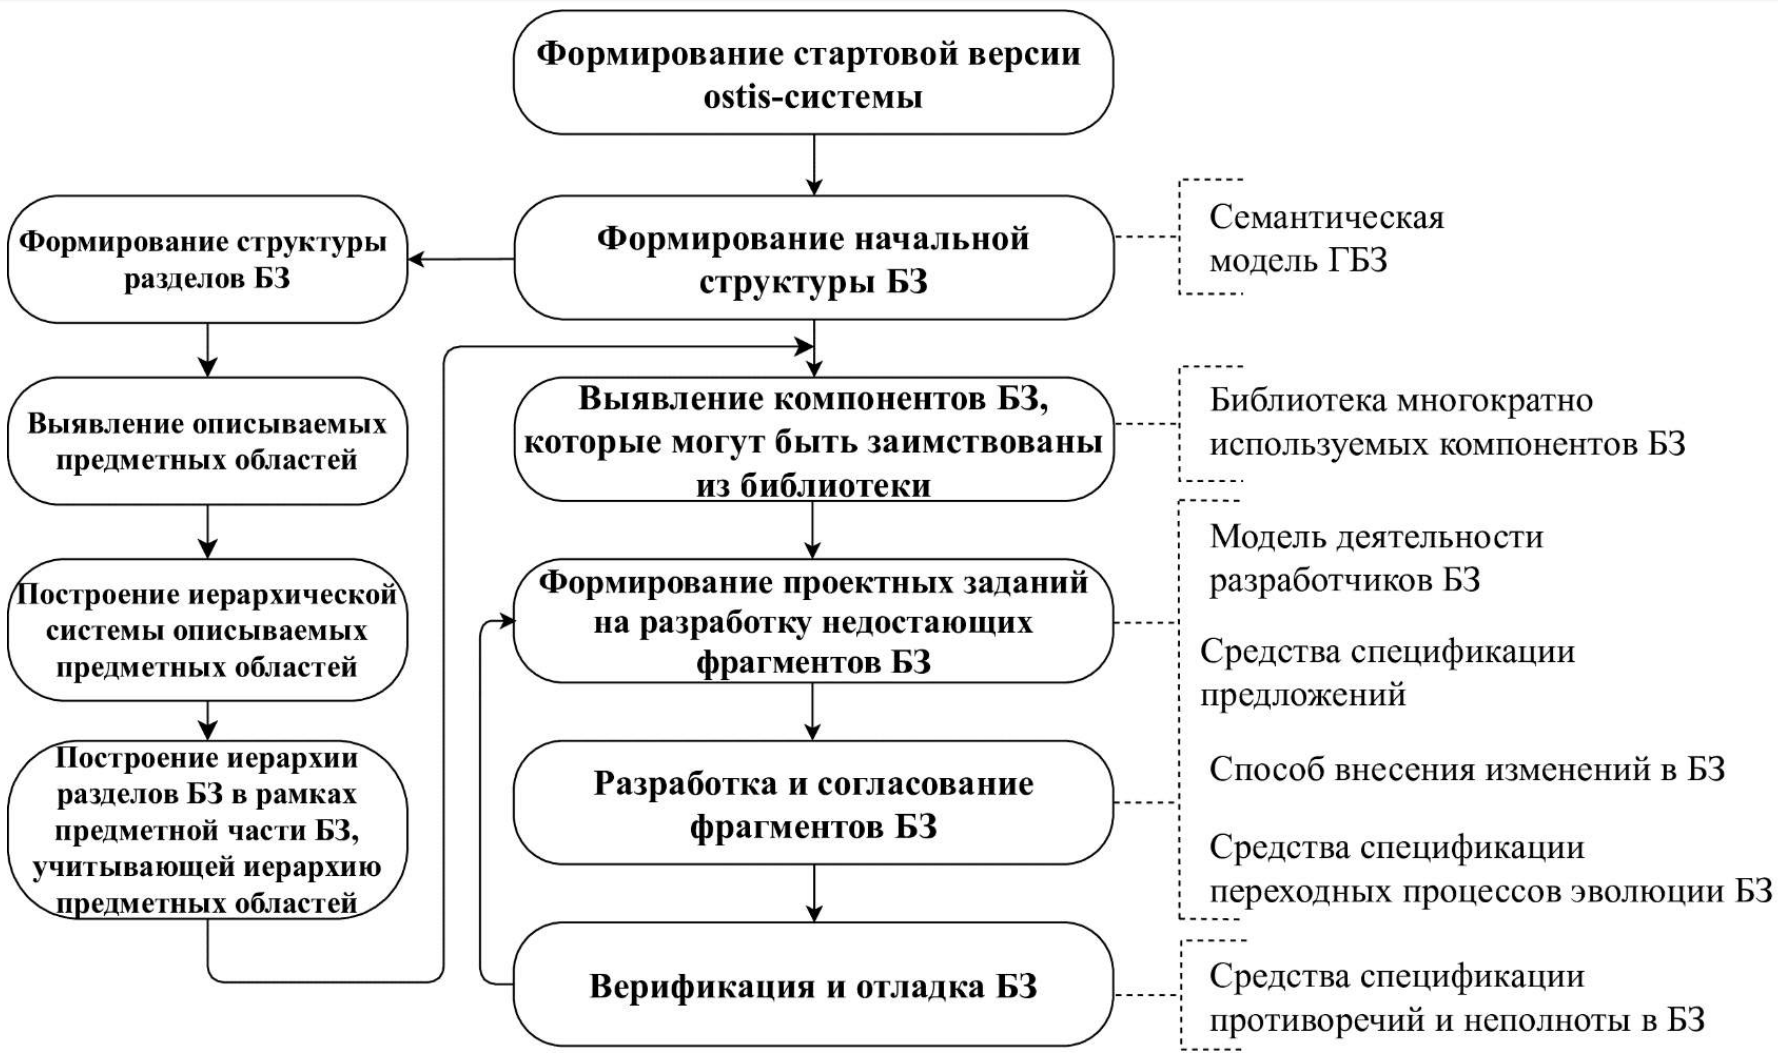 Формирование стартовой версии
ostis-системы
Формирование структуры
разделов БЗ
Формирование начальной
структуры БЗ
Семантическая
модель ГБЗ
Выявление описываемых
предметных областей
Выявление компонентов БЗ,
которые могут быть заимствованы
из библиотеки
Библиотека многократно
используемых компонентов БЗ
Построение иерархической
системы описываемых
предметных областей
Формирование проектных заданий
на разработку недостающих
фрагментов БЗ
Модель деятельности
разработчиков БЗ
Средства спецификации
предложений
Построение иерархии
разделов БЗ в рамках
предметной части БЗ,
учитывающей иерархию
предметных областей
Разработка и согласование
фрагментов БЗ
Способ внесения изменений в БЗ
Средства спецификации
переходных процессов эволюции БЗ
Верификация и отладка БЗ
Средства спецификации
противоречий и неполноты в БЗ